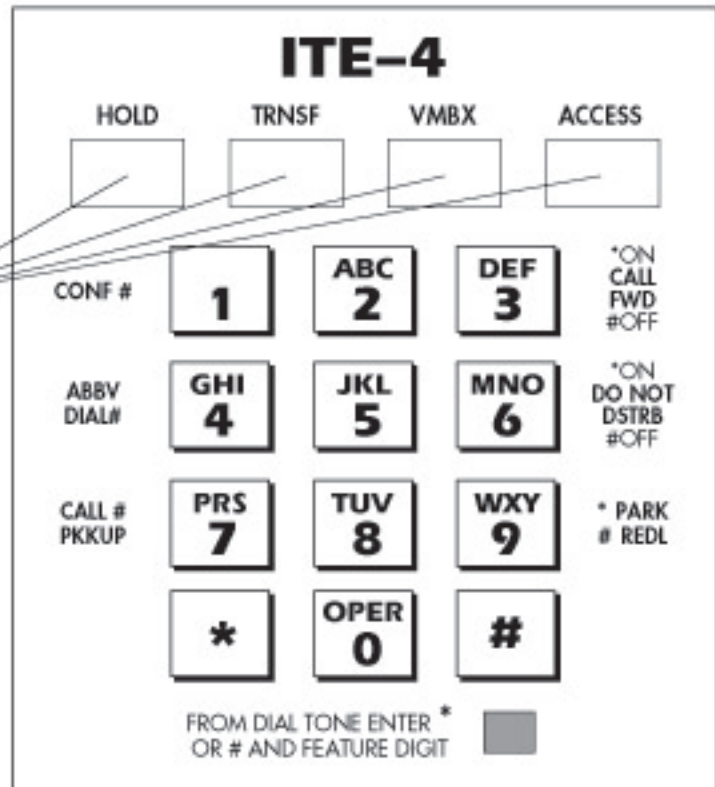 ITE–4
HOLD TRNSF VMBX ACCESS
CONF #
1
ABC
2
DEF
3
*ON
CALL
FWD
#OFF
ABBV
DIAL#
GHI
4
JKL
5
MNO
6
*ON
DO NOT
DSTRB
#OFF
CALL #
PKKUP
PRS
7
TUV
8
WXY
9
* PARK
# REDL
*
OPER
0
#
FROM DIAL TONE ENTER *
OR # AND FEATURE DIGIT